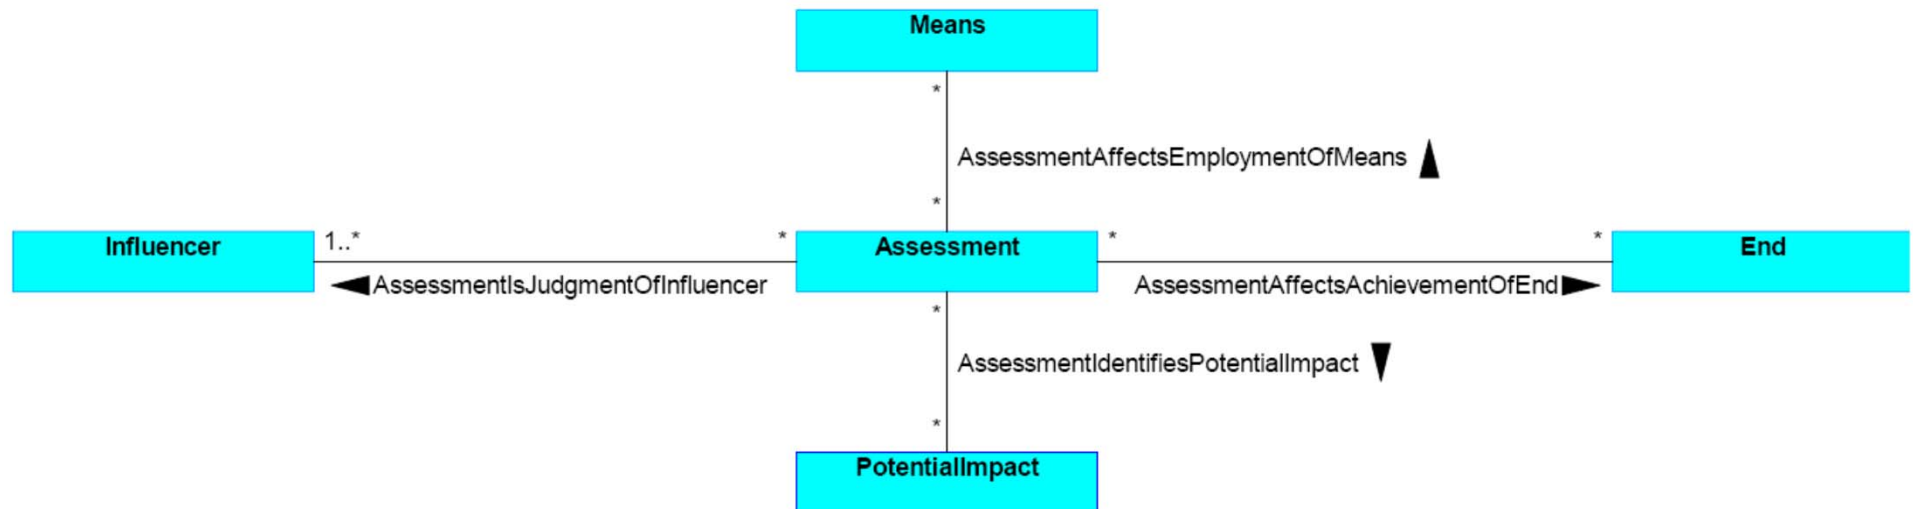 Means
*
AssessmentAffectsEmploymentOfMeans
*
Influencer
1..*
*
Assessment
*
*
End
AssessmentIsJudgmentOfInfluencer
AssessmentAffectsAchievementOfEnd
*
AssessmentIdentifiesPotentialImpact
*
PotentialImpact